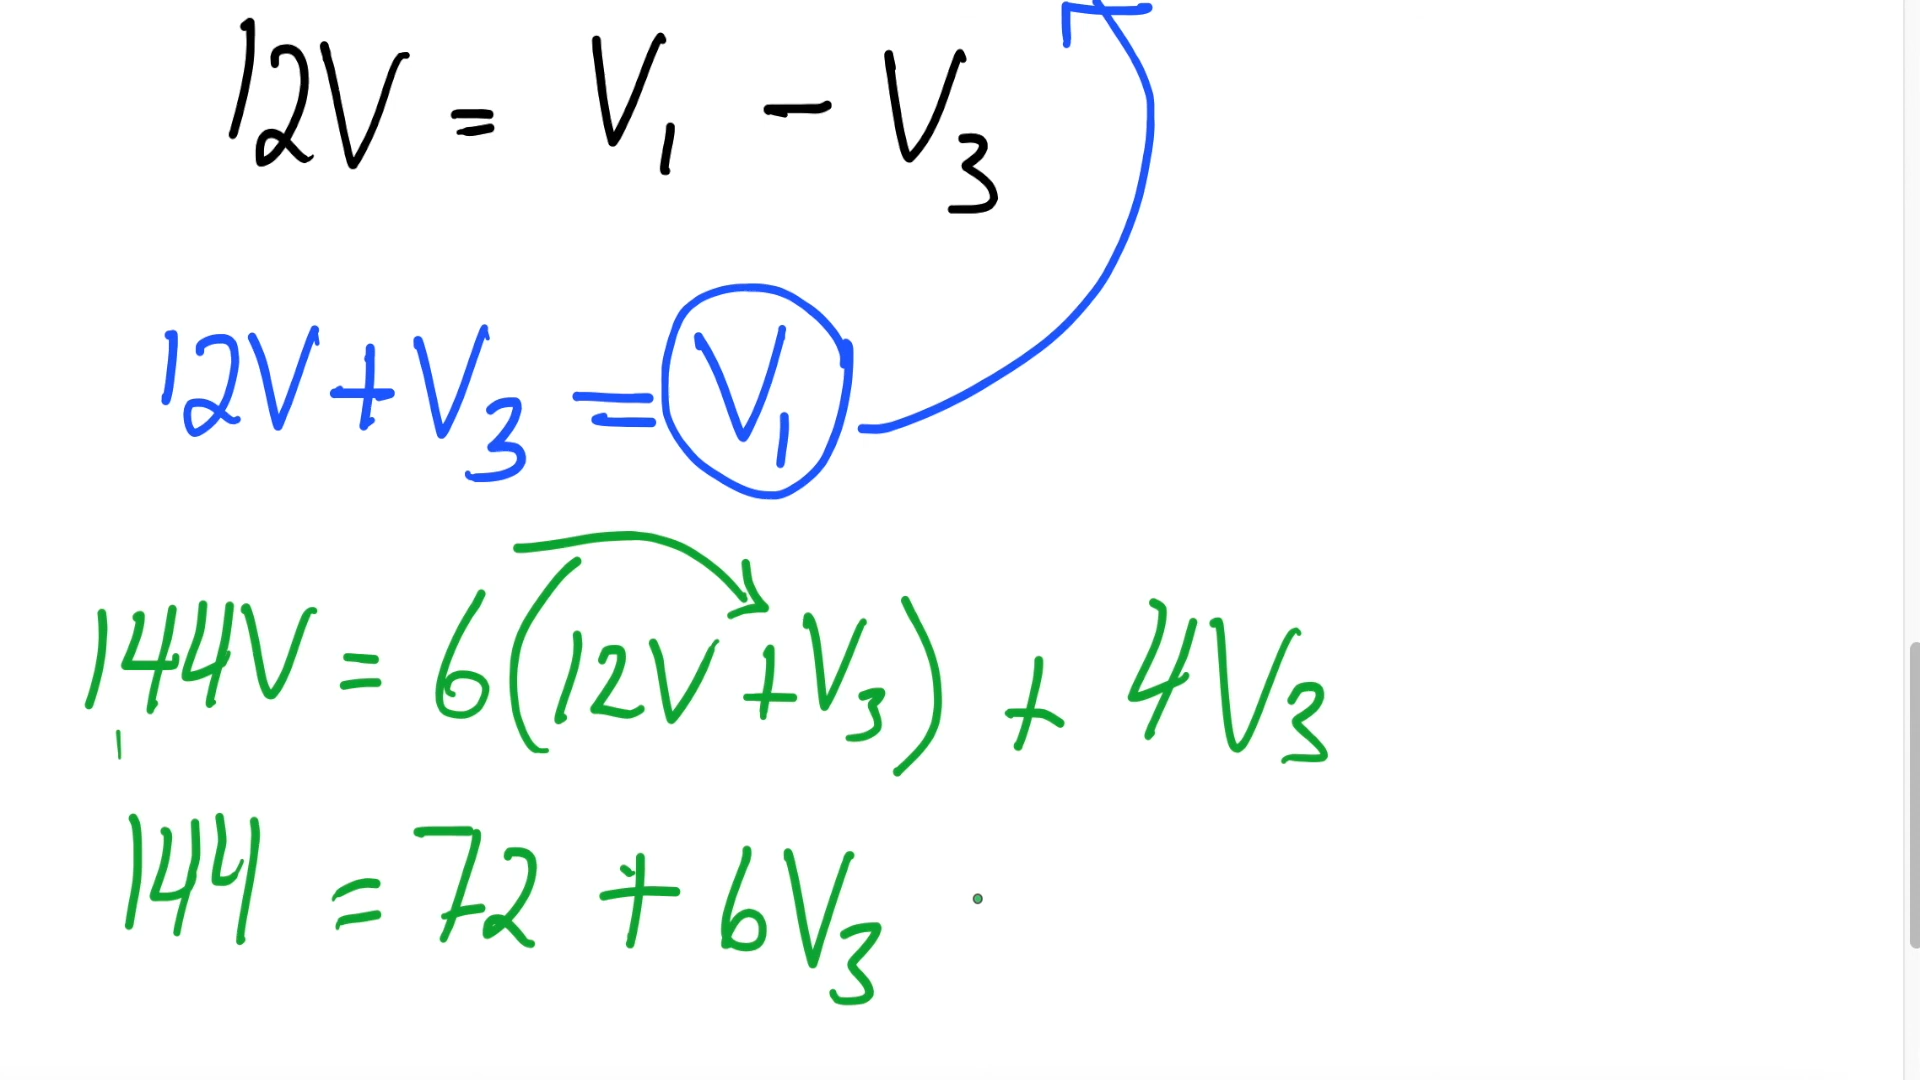 12V = V₁ - V₃
12V + V₃ = V₁
144V = 6(12V + V₃) + 4V₃
144 = 72 + 6V₃